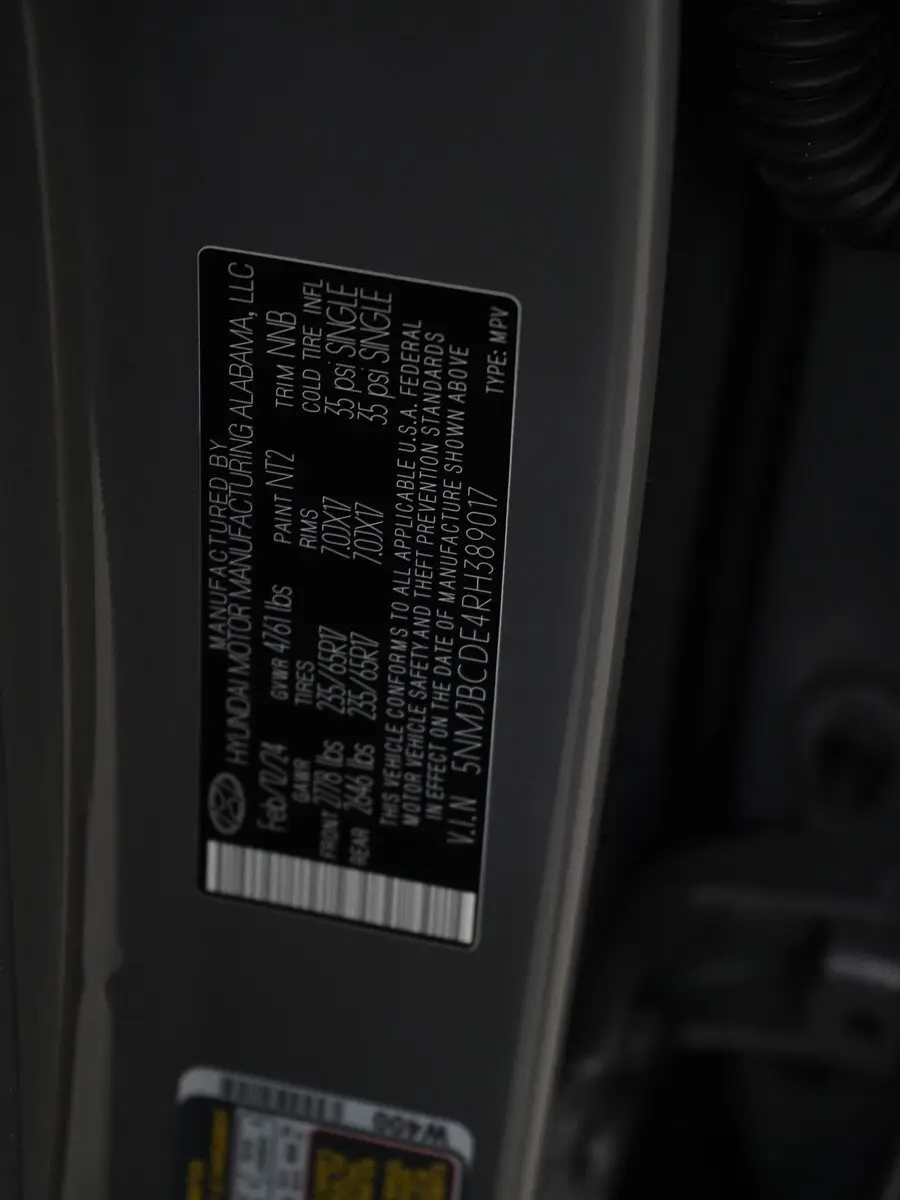 MANUFACTURED BY
HYUNDAI MOTOR MANUFACTURING ALABAMA, LLC
Feb/12/24 GVWR 4761 lbs PAINT NT2 TRIM NNB
GAWR TIRES RIMS COLD TIRE INFL
FRONT 2778 lbs 235/65R17 7.0JX17 35 psi SINGLE
REAR 2646 lbs 235/65R17 7.0JX17 35 psi SINGLE
THIS VEHICLE CONFORMS TO ALL APPLICABLE U.S.A. FEDERAL
MOTOR VEHICLE SAFETY AND THEFT PREVENTION STANDARDS
IN EFFECT ON THE DATE OF MANUFACTURE SHOWN ABOVE
V.I.N 5NMJBCDE4RH389017
TYPE: MPV
W400